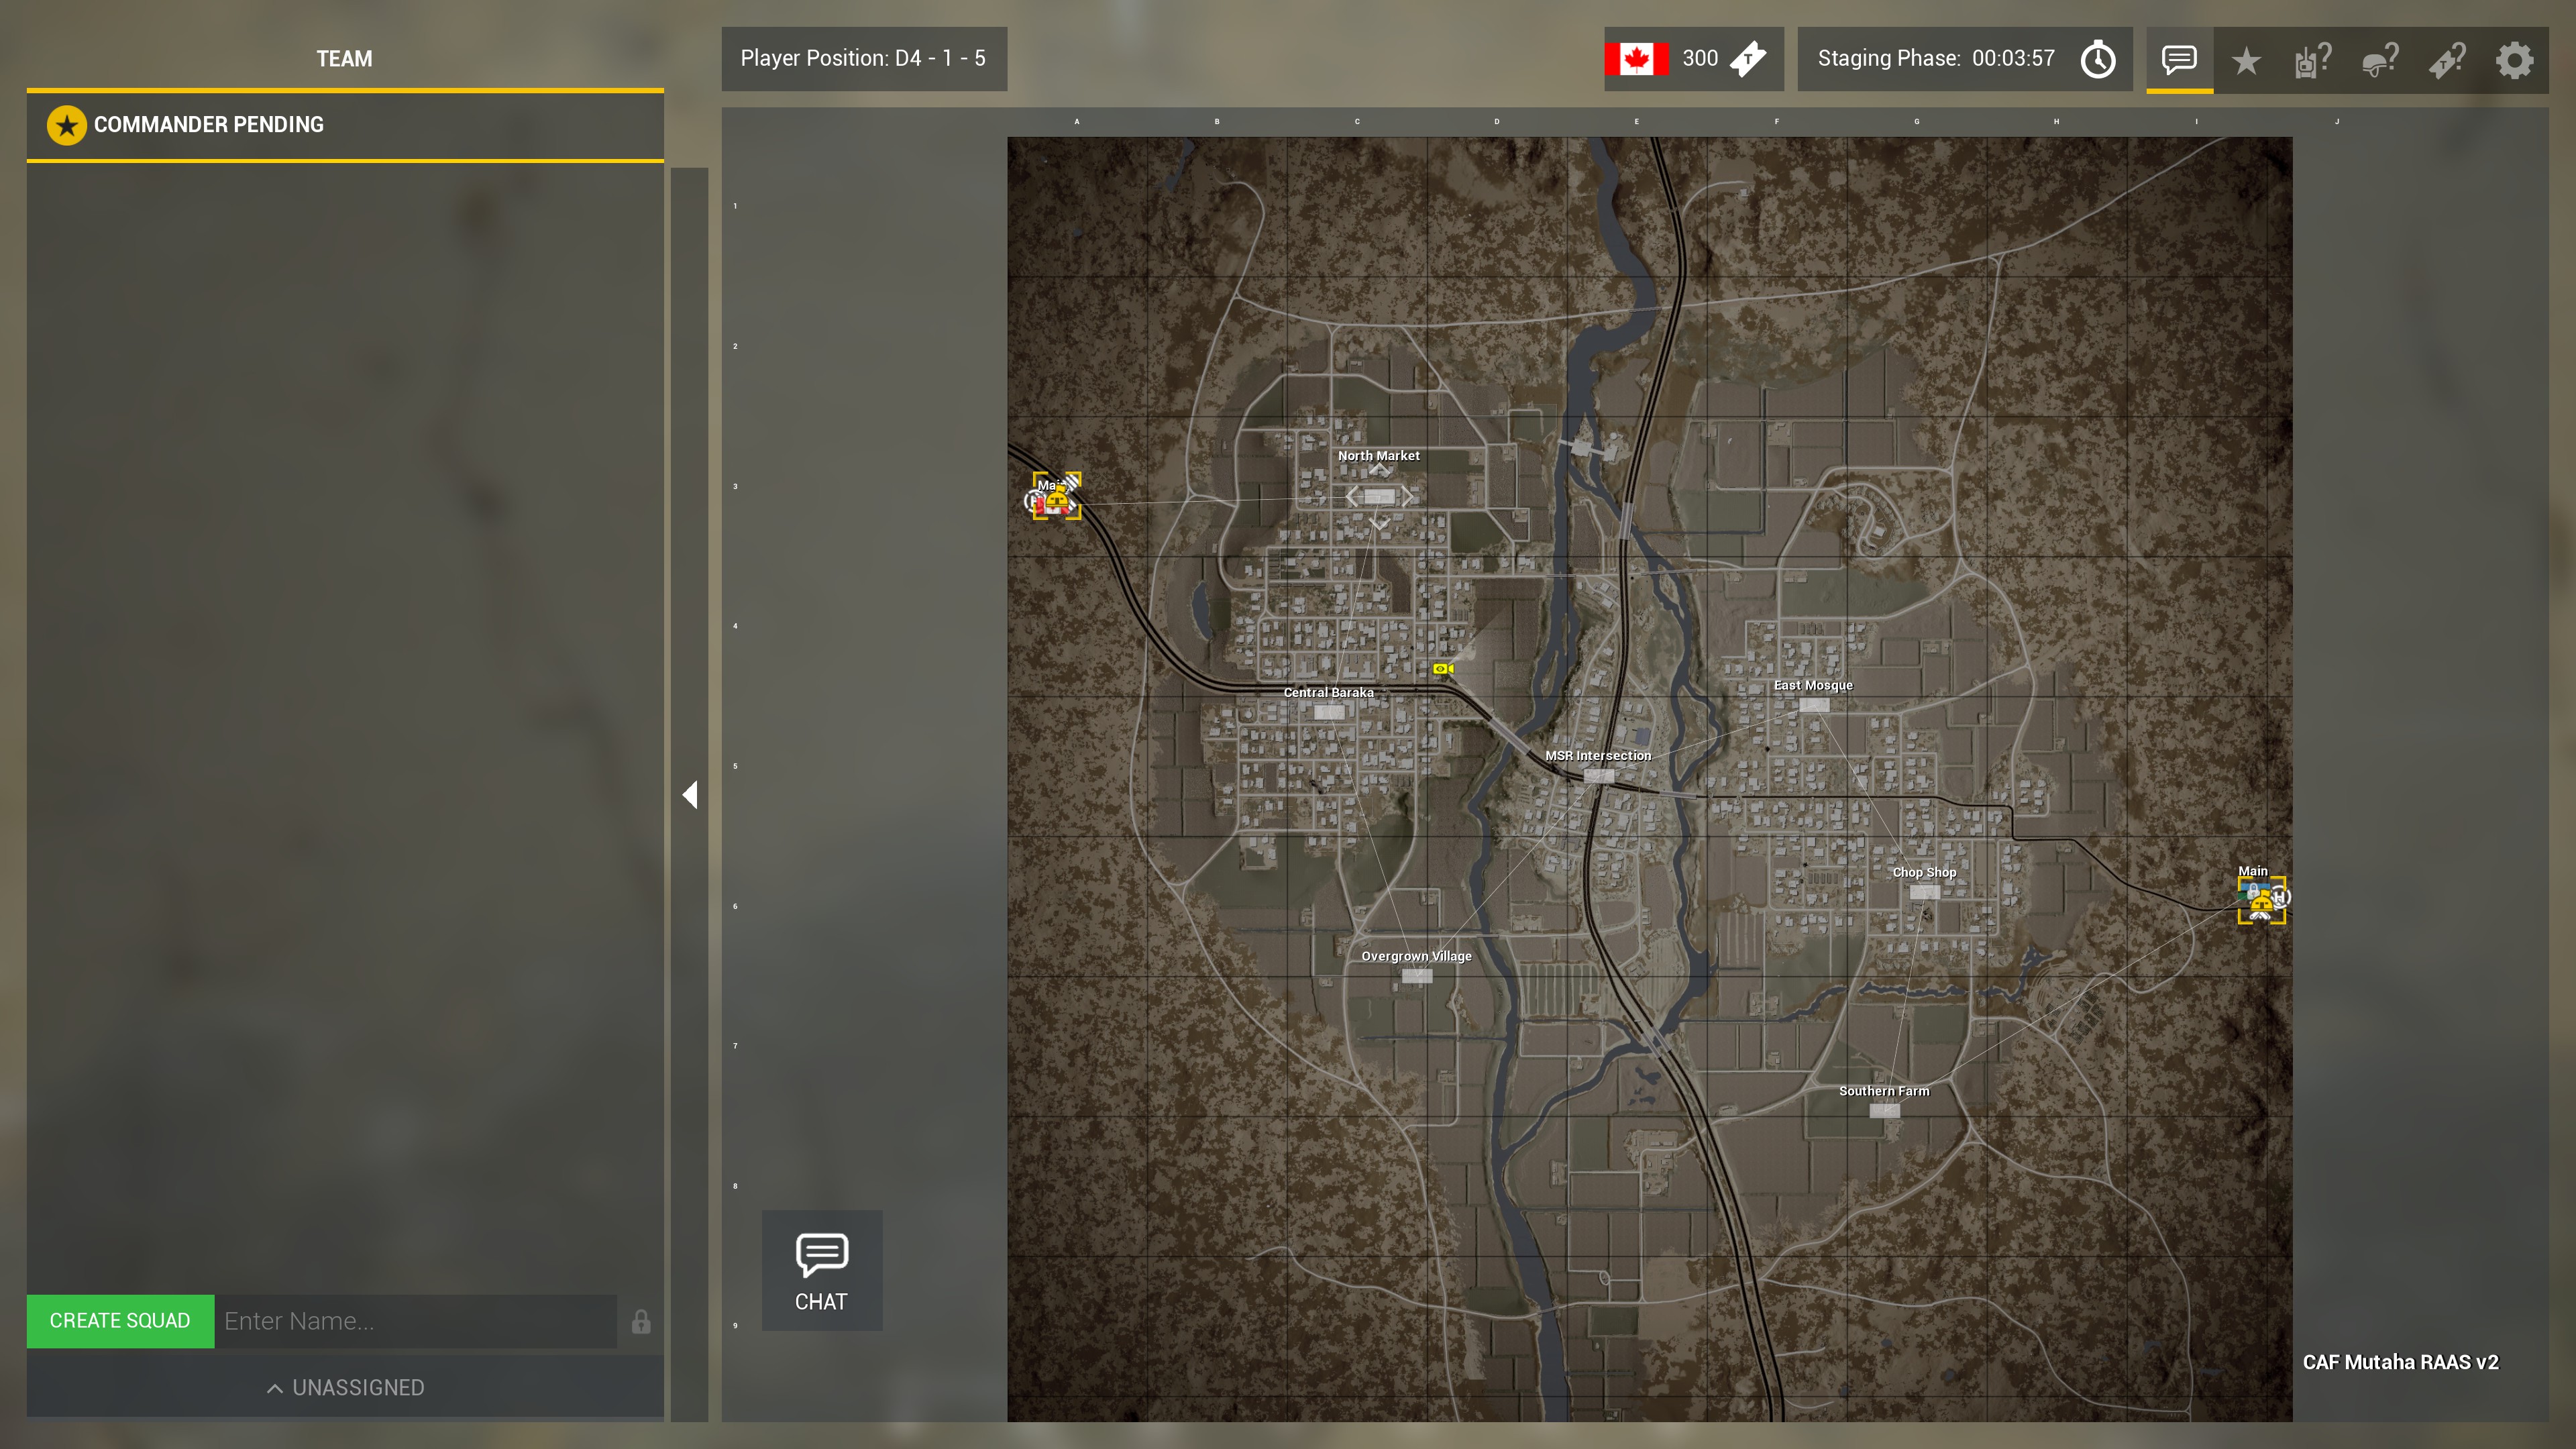 TEAM
Player Position: D4 - 1 - 5
300
Staging Phase: 00:03:57
COMMANDER PENDING
A B C D E F G H I J
1
2
North Market
3
Main
4
Central Baraka
East Mosque
MSR Intersection
5
Chop Shop
Main
6
Overgrown Village
7
Southern Farm
8
CHAT
CREATE SQUAD Enter Name...
9
CAF Mutaha RAAS v2
UNASSIGNED